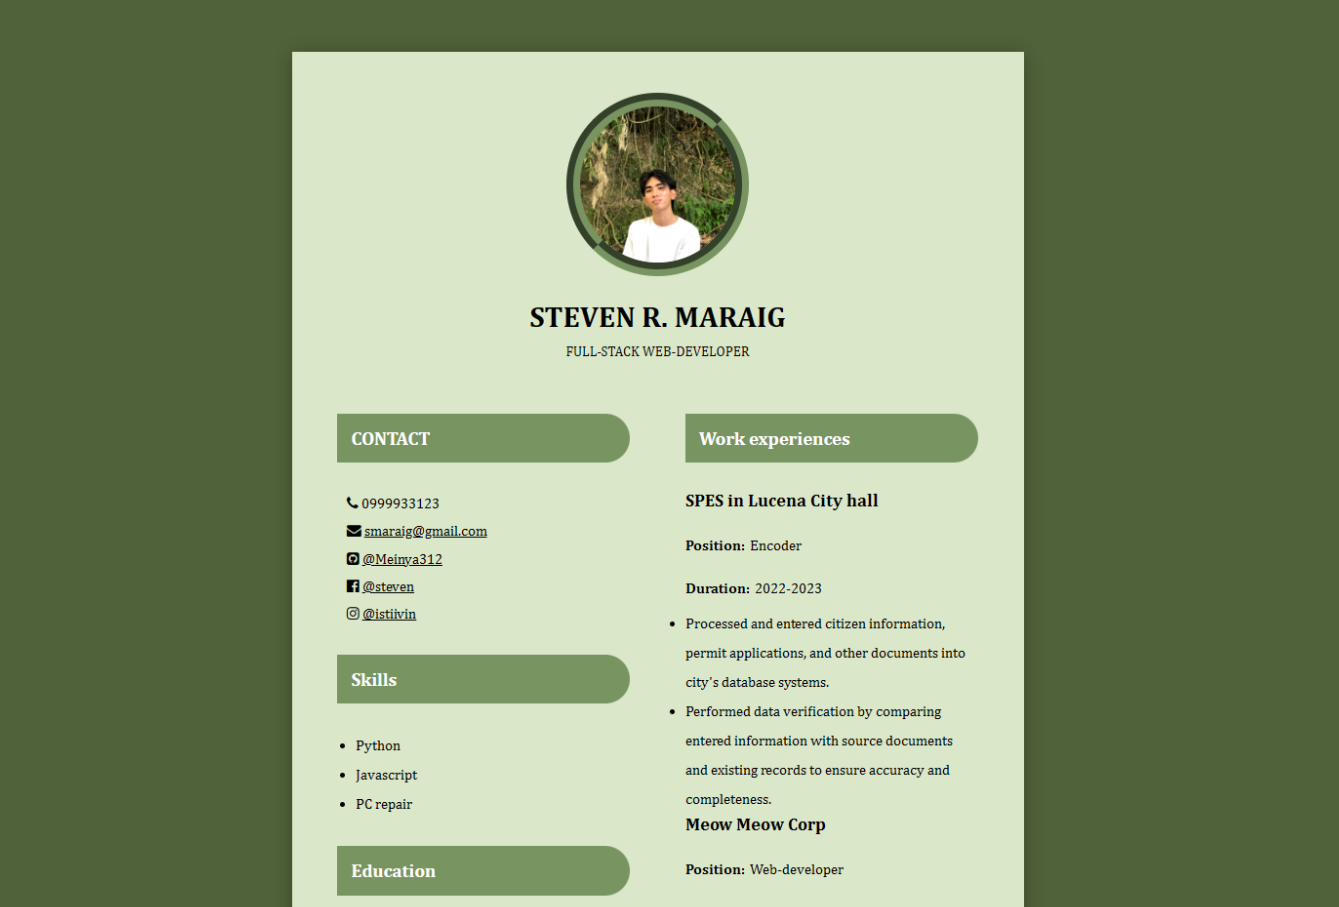 STEVEN R. MARAIG
FULL-STACK WEB-DEVELOPER
CONTACT
0999933123
smaraig@gmail.com
@Meinya312
@steven
@istiivin
Skills
Python
Javascript
PC repair
Education
Work experiences
SPES in Lucena City hall
Position: Encoder
Duration: 2022-2023
Processed and entered citizen information,
permit applications, and other documents into
city's database systems.
Performed data verification by comparing
entered information with source documents
and existing records to ensure accuracy and
completeness.
Meow Meow Corp
Position: Web-developer